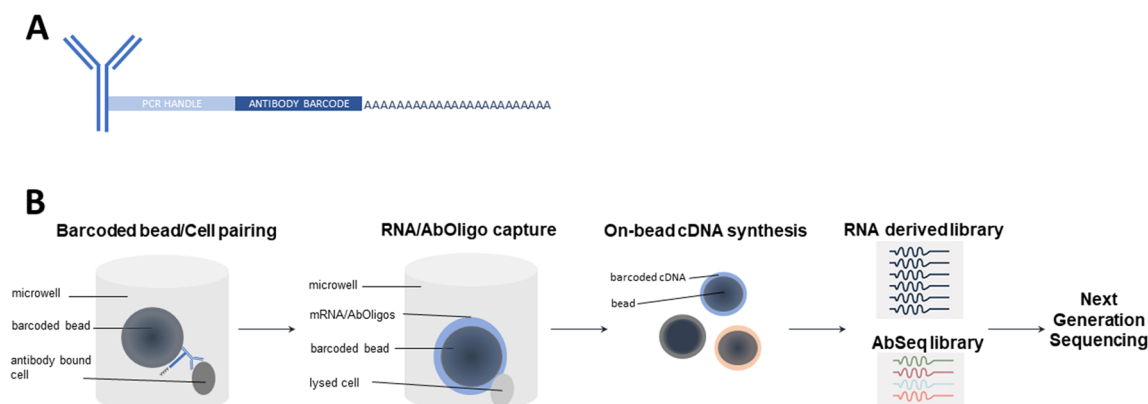 A
PCR HANDLE
ANTIBODY BARCODE
AAAAAAAAAAAAAAAAAAAAAAAA
B
Barcoded bead/Cell pairing
microwell
barcoded bead
antibody bound
cell
RNA/AbOligo capture
microwell
mRNA/AbOligos
barcoded bead
lysed cell
On-bead cDNA synthesis
barcoded cDNA
bead
RNA derived library
AbSeq library
Next
Generation
Sequencing